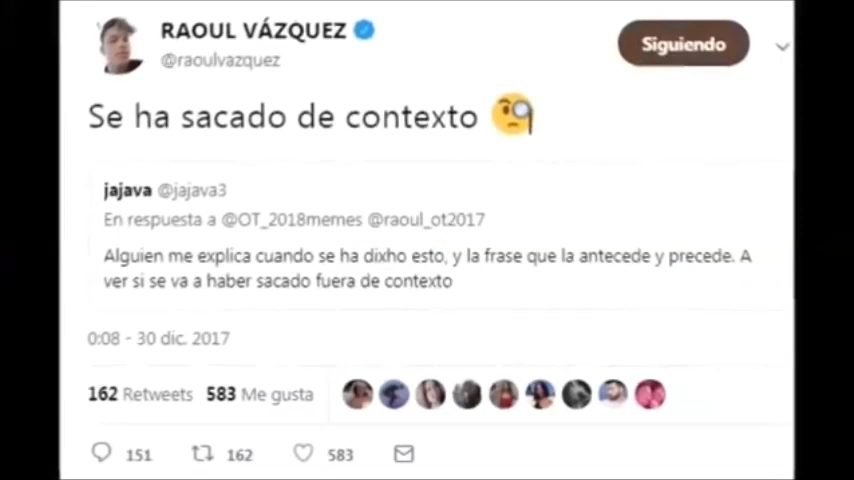 RAOUL VÁZQUEZ
@raoulvazquez
Siguiendo
Se ha sacado de contexto
jajava @jajava3
En respuesta a @OT_2018memes @raoul_ot2017
Alguien me explica cuando se ha dixho esto, y la frase que la antecede y precede. A
ver si se va a haber sacado fuera de contexto
0:08 - 30 dic. 2017
162 Retweets 583 Me gusta
151 162 583